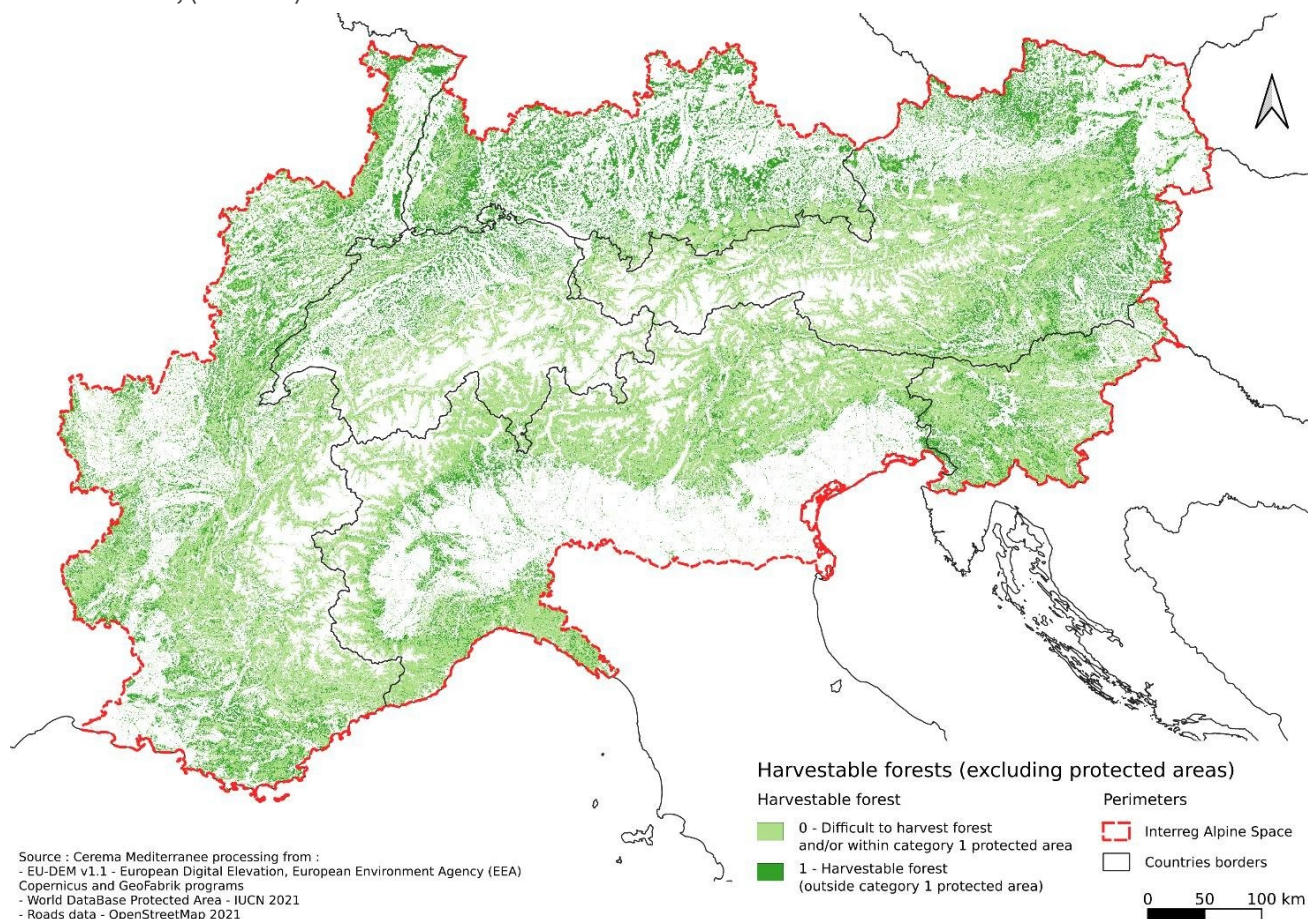 Harvestable forests (excluding protected areas)
Harvestable forest
0 - Difficult to harvest forest
and/or within category 1 protected area
1 - Harvestable forest
(outside category 1 protected area)
Perimeters
Interreg Alpine Space
Countries borders
0 50 100 km
Source : Cerema Mediterranee processing from :
- EU-DEM v1.1 - European Digital Elevation, European Environment Agency (EEA)
Copernicus and GeoFabrik programs
- World DataBase Protected Area - IUCN 2021
- Roads data - OpenStreetMap 2021